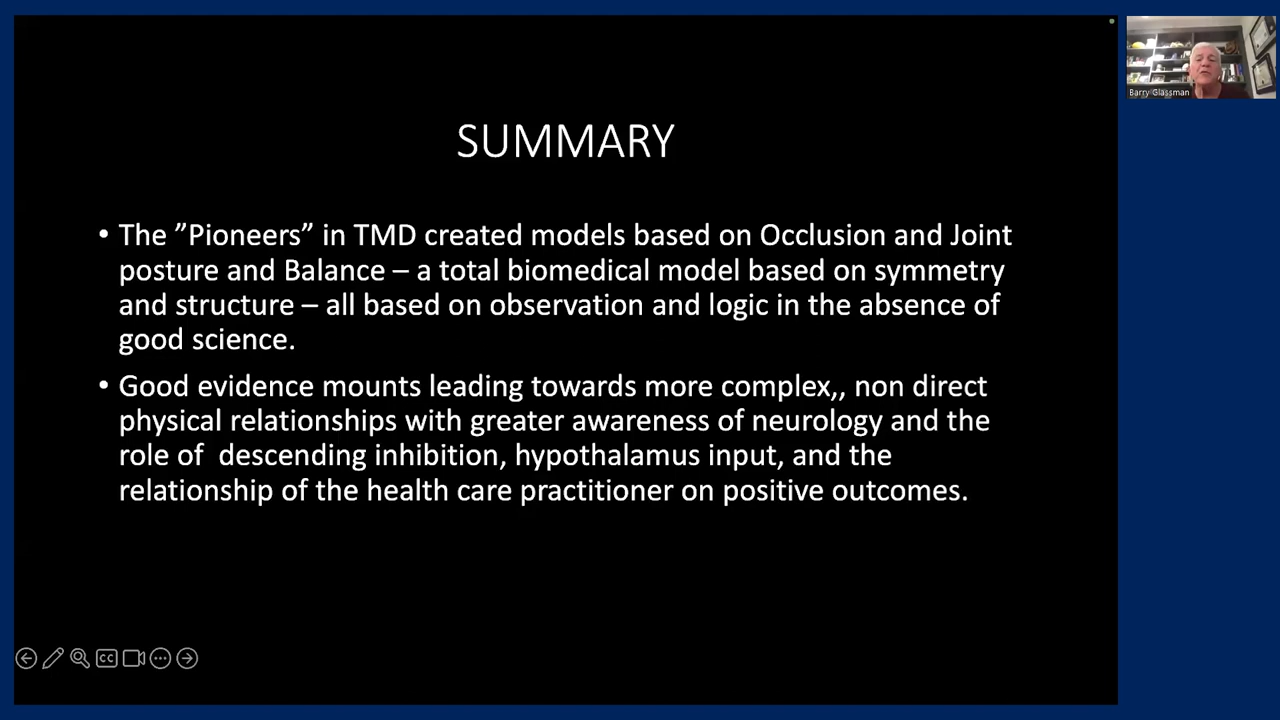 SUMMARY
• The ”Pioneers” in TMD created models based on Occlusion and Joint
posture and Balance – a total biomedical model based on symmetry
and structure – all based on observation and logic in the absence of
good science.
• Good evidence mounts leading towards more complex,, non direct
physical relationships with greater awareness of neurology and the
role of  descending inhibition, hypothalamus input, and the
relationship of the health care practitioner on positive outcomes.
Barry Glassman
CC